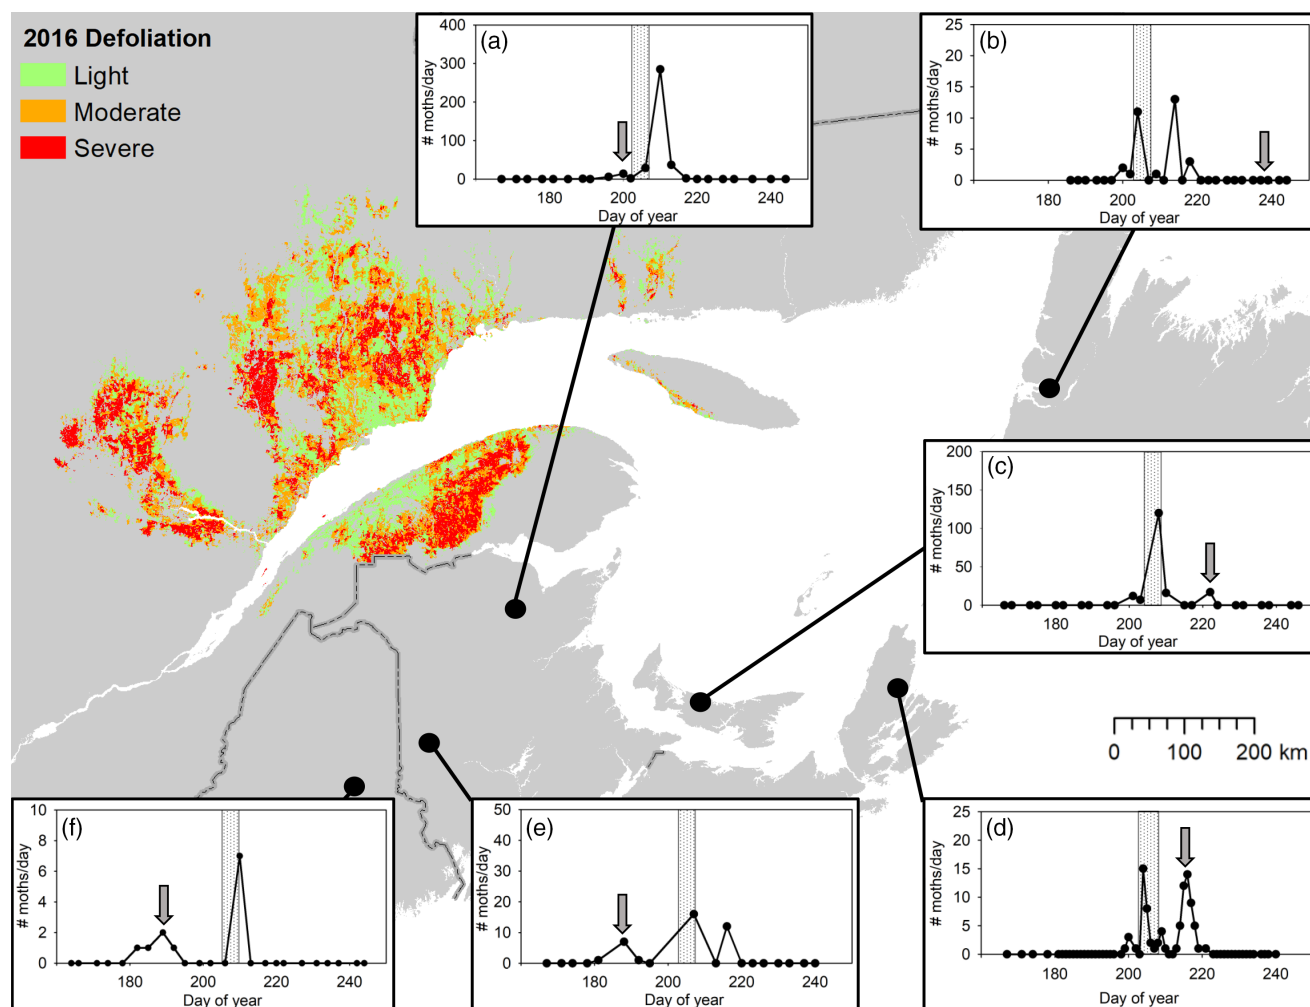 2016 Defoliation
Light
Moderate
Severe
(a)
# moths/day
400
300
200
100
0
180 200 220 240
Day of year
(b)
# moths/day
25
20
15
10
5
0
180 200 220 240
Day of year
(c)
# moths/day
200
150
100
50
0
180 200 220 240
Day of year
0 100 200 km
(f)
# moths/day
10
8
6
4
2
0
180 200 220 240
Day of year
(e)
# moths/day
50
40
30
20
10
0
180 200 220 240
Day of year
(d)
# moths/day
25
20
15
10
5
0
180 200 220 240
Day of year